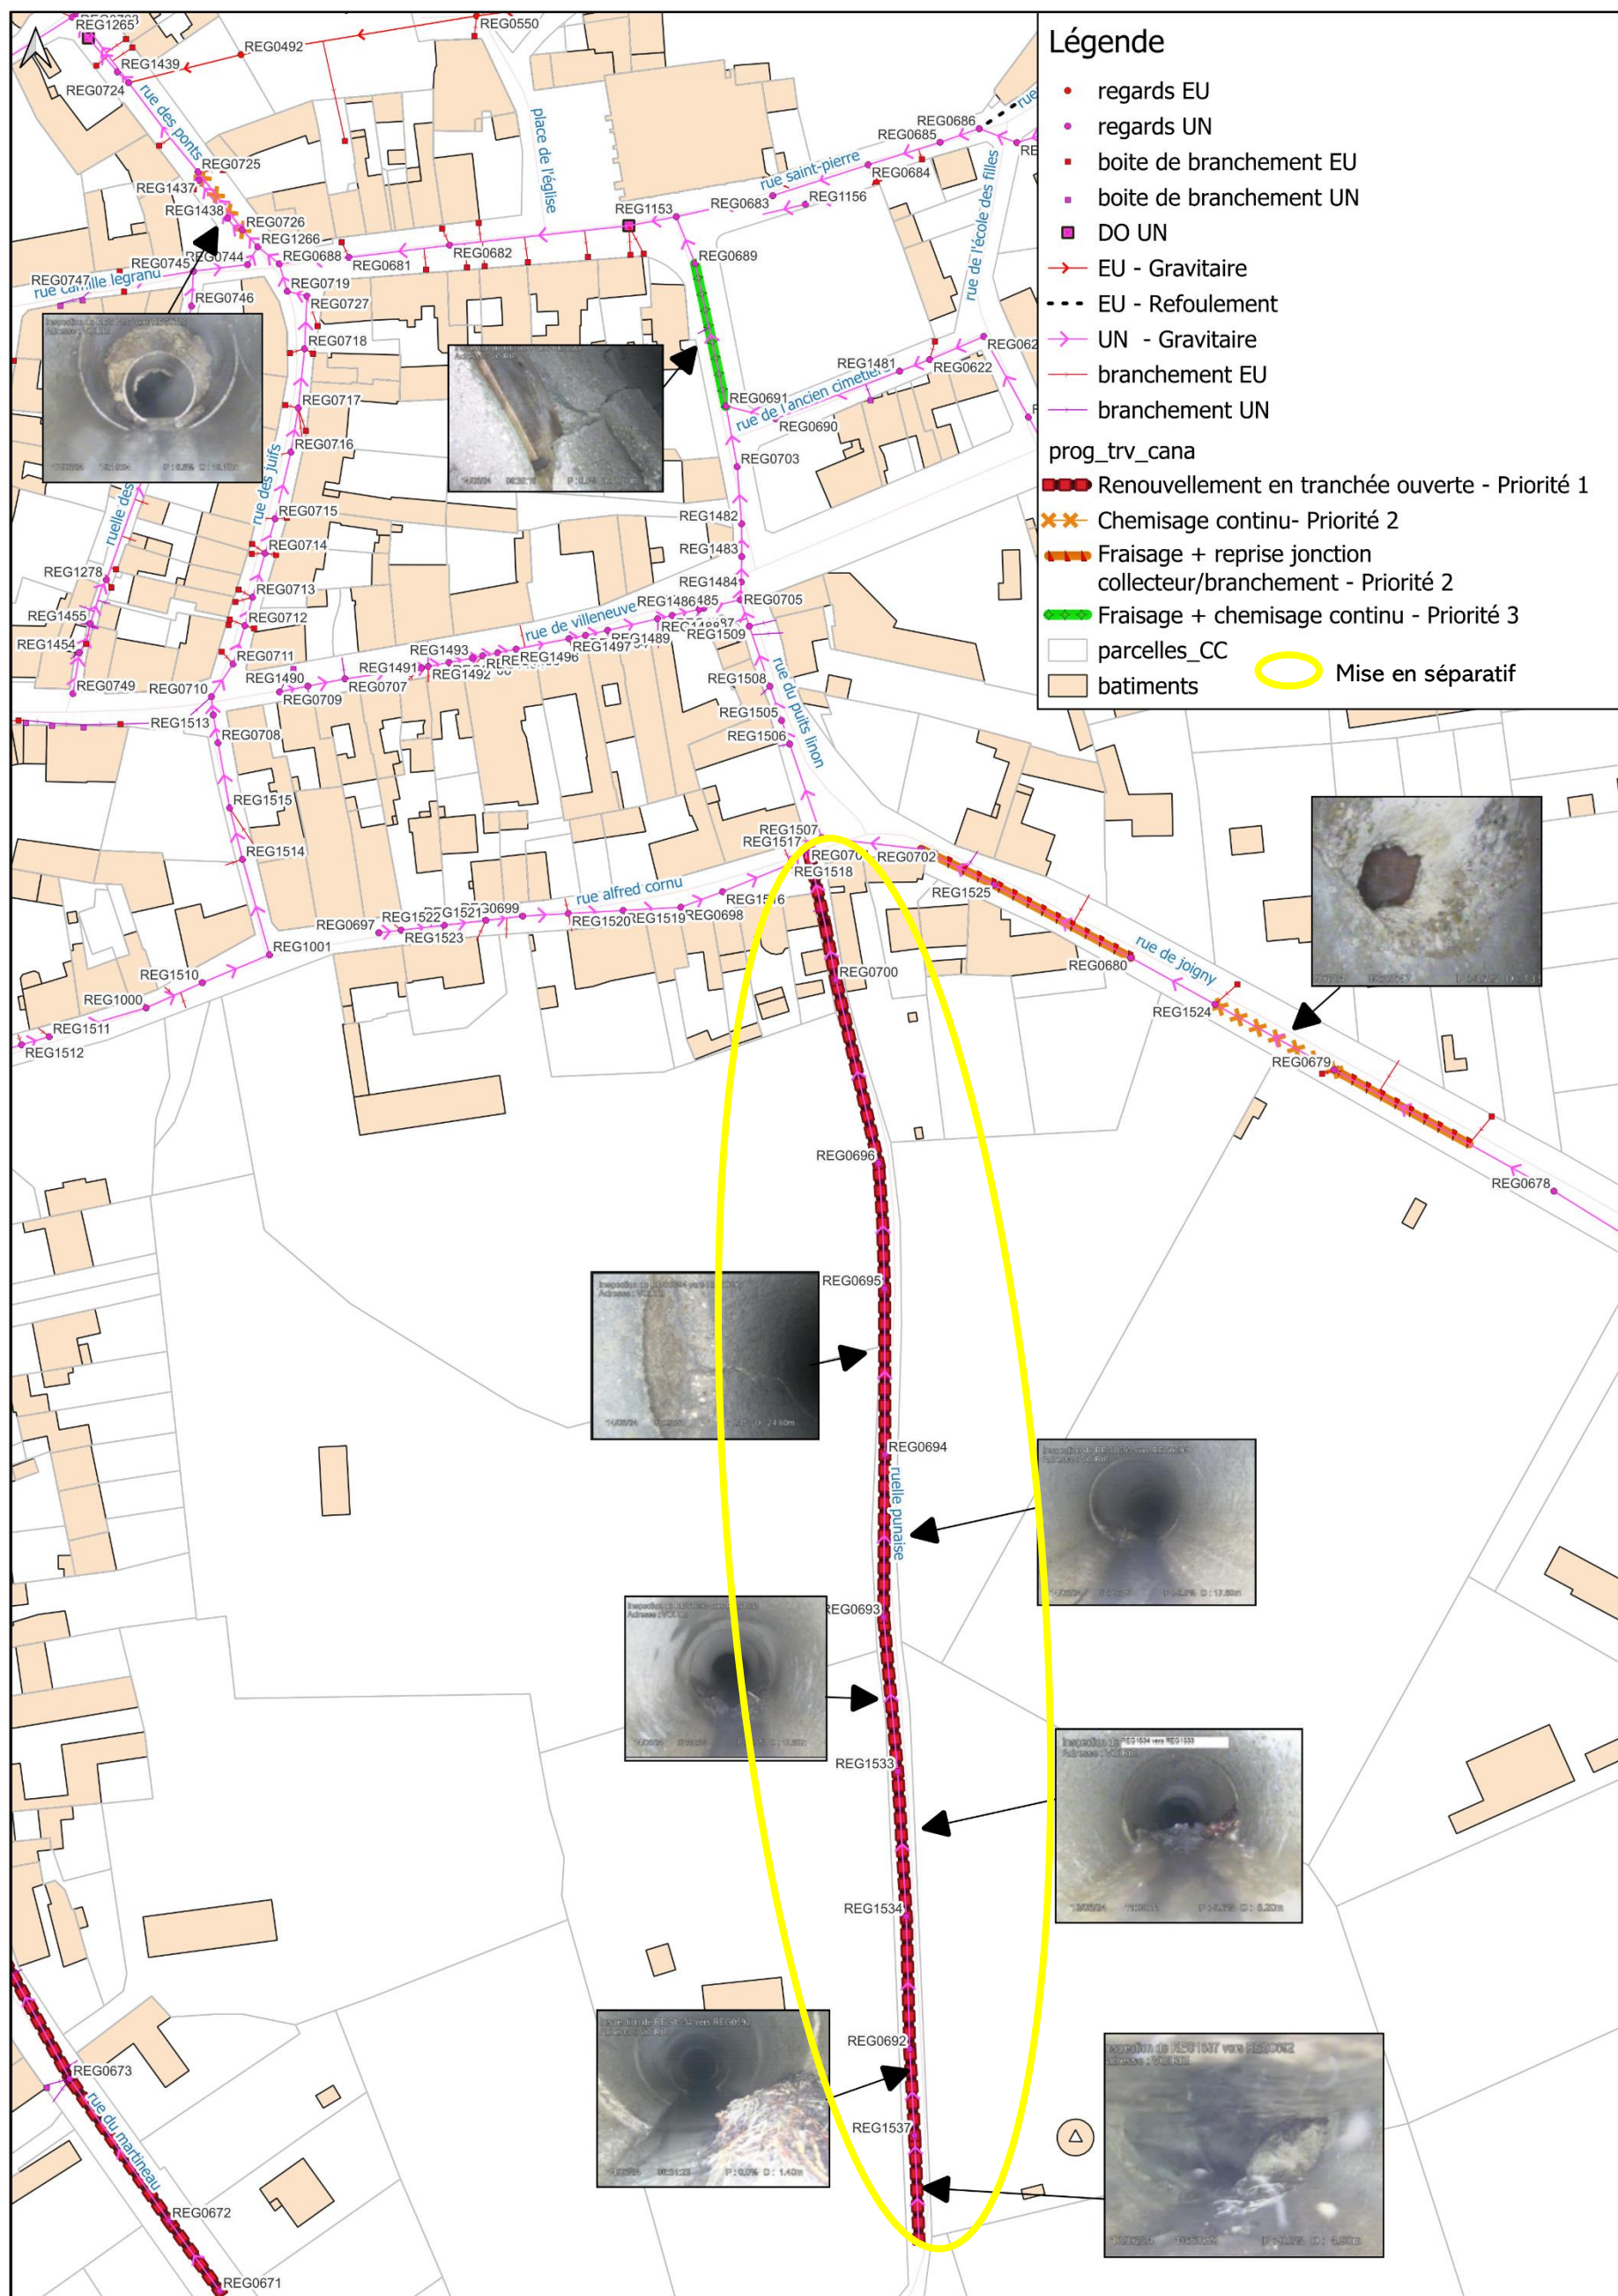 Légende
regards EU
regards UN
boite de branchement EU
boite de branchement UN
DO UN
EU - Gravitaire
EU - Refoulement
UN - Gravitaire
branchement EU
branchement UN
prog_trv_cana
Renouvellement en tranchée ouverte - Priorité 1
Chemisage continu- Priorité 2
Fraisage + reprise jonction
collecteur/branchement - Priorité 2
Fraisage + chemisage continu - Priorité 3
parcelles_CC
batiments
Mise en séparatif
REG1265
REG0550
REG0492
REG1439
REG0724
rue des ponts
place de l'église
REG0686
REG0685
REG0684
rue saint-pierre
rue de l'école des filles
REG0725
REG1437
REG1438
REG0726
REG1266
REG1153
REG0683
REG1156
REG0682
REG0681
REG0688
REG0689
REG0745
REG0747
rue camille legrand
REG0746
REG0719
REG0727
REG0718
REG0717
REG0716
rue des juifs
ruelle des
REG1481
REG0622
rue de l'ancien cimetière
REG0691
REG0690
REG0703
REG0715
REG0714
REG0713
REG0712
REG0711
REG0710
REG1482
REG1483
REG1484
REG0705
REG1278
REG1455
REG1454
REG0749
rue de villeneuve
REG1486
REG1509
REG1489
REG1497
REG1496
REG1493
REG1492
REG1491
REG1490
REG0707
REG0709
REG1508
REG1505
REG1506
rue du puits linon
REG1513
REG0708
REG1515
REG1514
REG1507
REG1517
REG0702
REG1518
REG1525
rue alfred cornu
REG0697
REG1522
REG1523
REG0699
REG1520
REG1519
REG0698
REG1001
REG1510
REG1000
REG1511
REG1512
REG0700
REG0680
rue de joigny
REG1524
REG0679
REG0678
REG0696
REG0695
REG0694
ruelle punaise
REG0693
REG1533
REG1534 vers REG1533
REG1534
REG0692
REG1537
REG0673
rue du martineau
REG0672
REG0671